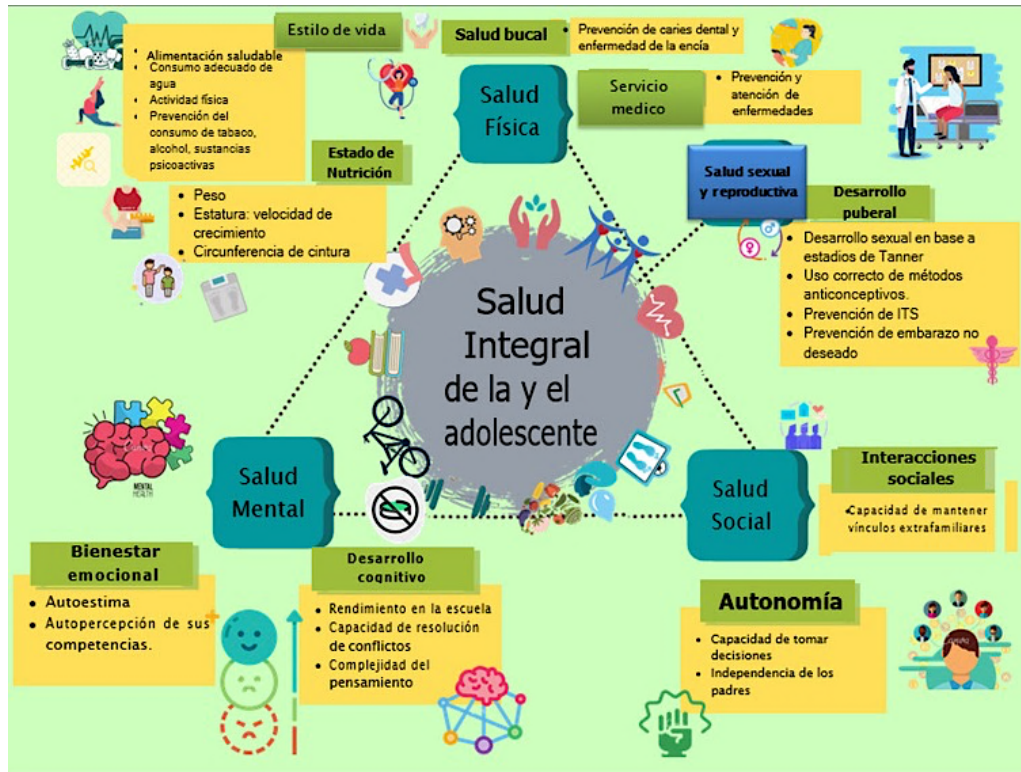 Estilo de vida
• Alimentación saludable
• Consumo adecuado de
agua
• Actividad física
• Prevención del
consumo de tabaco,
alcohol, sustancias
psicoactivas
Salud bucal
• Prevención de caries dental y
enfermedad de la encía
Salud
Física
Servicio
medico
• Prevención y
atención de
enfermedades
Estado de
Nutrición
• Peso
• Estatura: velocidad de
crecimiento
• Circunferencia de cintura
Salud sexual
y reproductiva
Desarrollo
puberal
• Desarrollo sexual en base a
estadios de Tanner
• Uso correcto de métodos
anticonceptivos.
• Prevención de ITS
• Prevención de embarazo no
deseado
Salud
Integral
de la y el
adolescente
MENTAL
HEALTH
Salud
Mental
Salud
Social
Interacciones
sociales
•Capacidad de mantener
vínculos extrafamiliares
Bienestar
emocional
• Autoestima
• Autopercepción de sus
competencias.
Desarrollo
cognitivo
• Rendimiento en la escuela
• Capacidad de resolución
de conflictos
• Complejidad del
pensamiento
Autonomía
• Capacidad de tomar
decisiones
• Independencia de los
padres